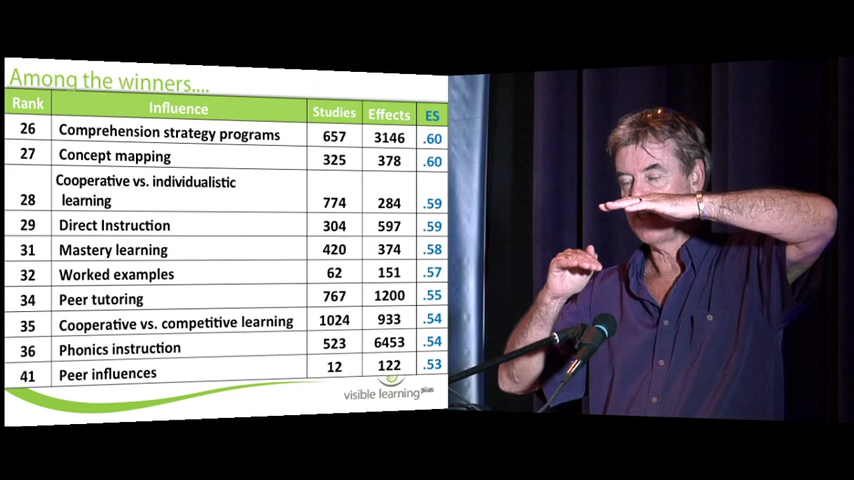 Among the winners....
Rank Influence Studies Effects ES
26 Comprehension strategy programs 657 3146 .60
27 Concept mapping 325 378 .60
Cooperative vs. individualistic
28 learning 774 284 .59
29 Direct Instruction 304 597 .59
31 Mastery learning 420 374 .58
32 Worked examples 62 151 .57
34 Peer tutoring 767 1200 .55
35 Cooperative vs. competitive learning 1024 933 .54
36 Phonics instruction 523 6453 .54
41 Peer influences 12 122 .53
visible learning plus